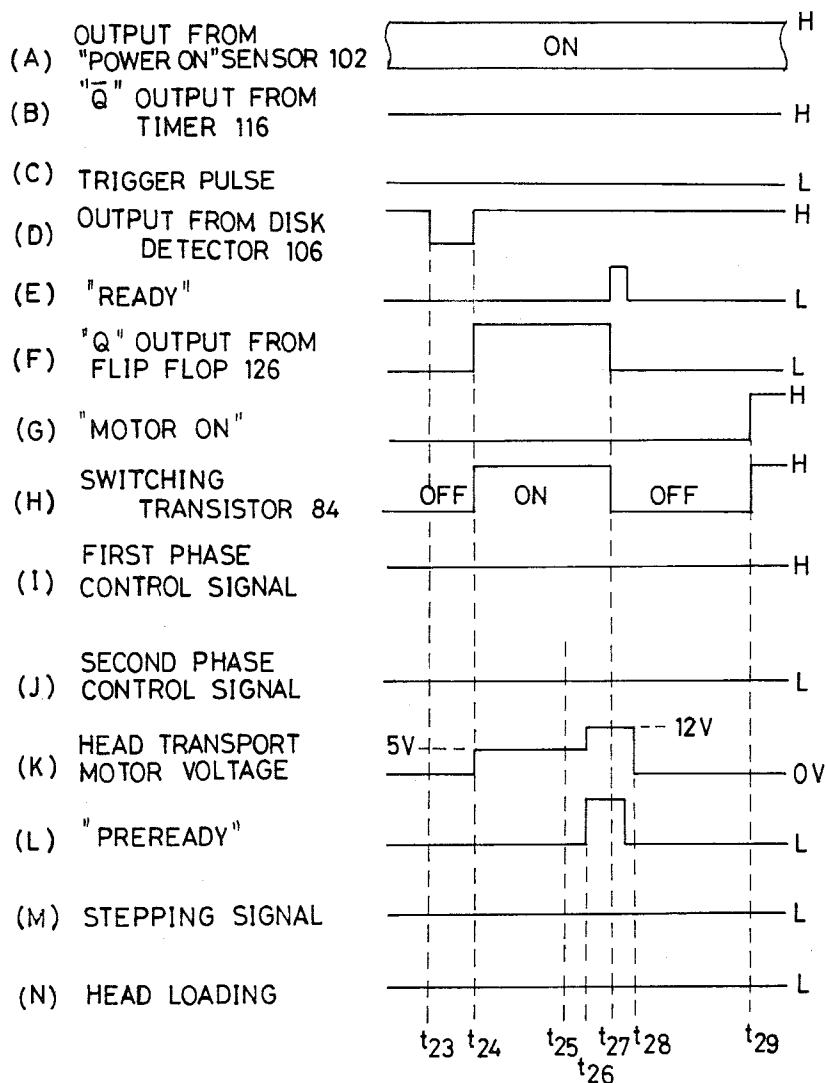 (A) OUTPUT FROM
"POWER ON" SENSOR 102
ON
H
(B) "Q̅" OUTPUT FROM
TIMER 116
H
(C) TRIGGER PULSE
L
(D) OUTPUT FROM DISK
DETECTOR 106
H
(E) "READY"
L
(F) "Q" OUTPUT FROM
FLIP FLOP 126
L
(G) "MOTOR ON"
H
(H) SWITCHING
TRANSISTOR 84
OFF ON OFF
H
(I) FIRST PHASE
CONTROL SIGNAL
H
(J) SECOND PHASE
CONTROL SIGNAL
L
(K) HEAD TRANSPORT
MOTOR VOLTAGE
5V
12V
0V
(L) "PREREADY"
L
(M) STEPPING SIGNAL
L
(N) HEAD LOADING
L
t23 t24 t25 t26 t27 t28 t29